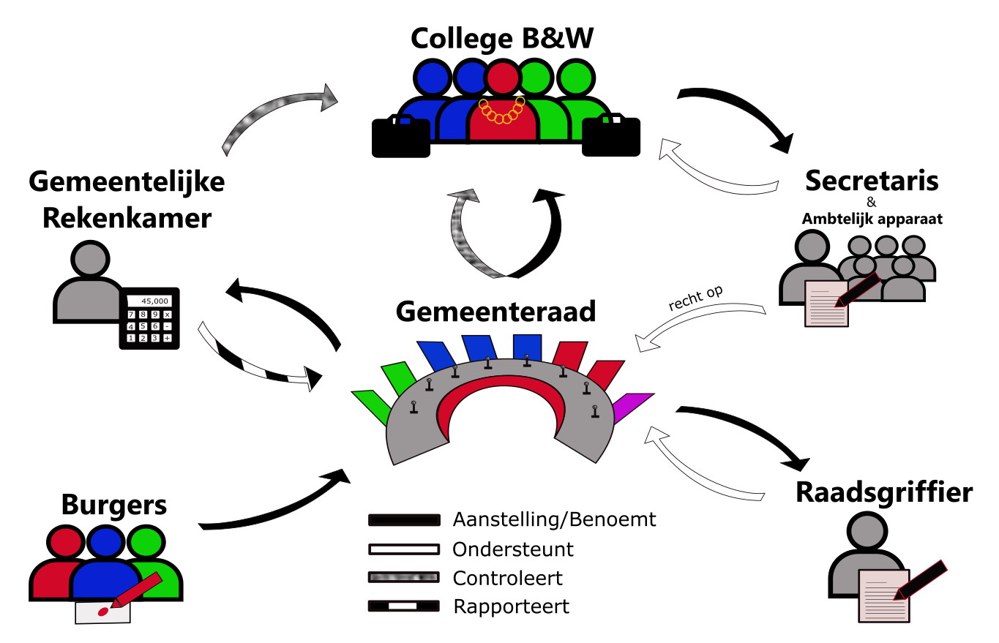 College B&W
Gemeentelijke
Rekenkamer
45,000
7 8 9 x
4 5 6 -
1 2 3 +
Secretaris
&
Ambtelijk apparaat
recht op
Gemeenteraad
Burgers
Raadsgriffier
Aanstelling/Benoemt
Ondersteunt
Controleert
Rapporteert